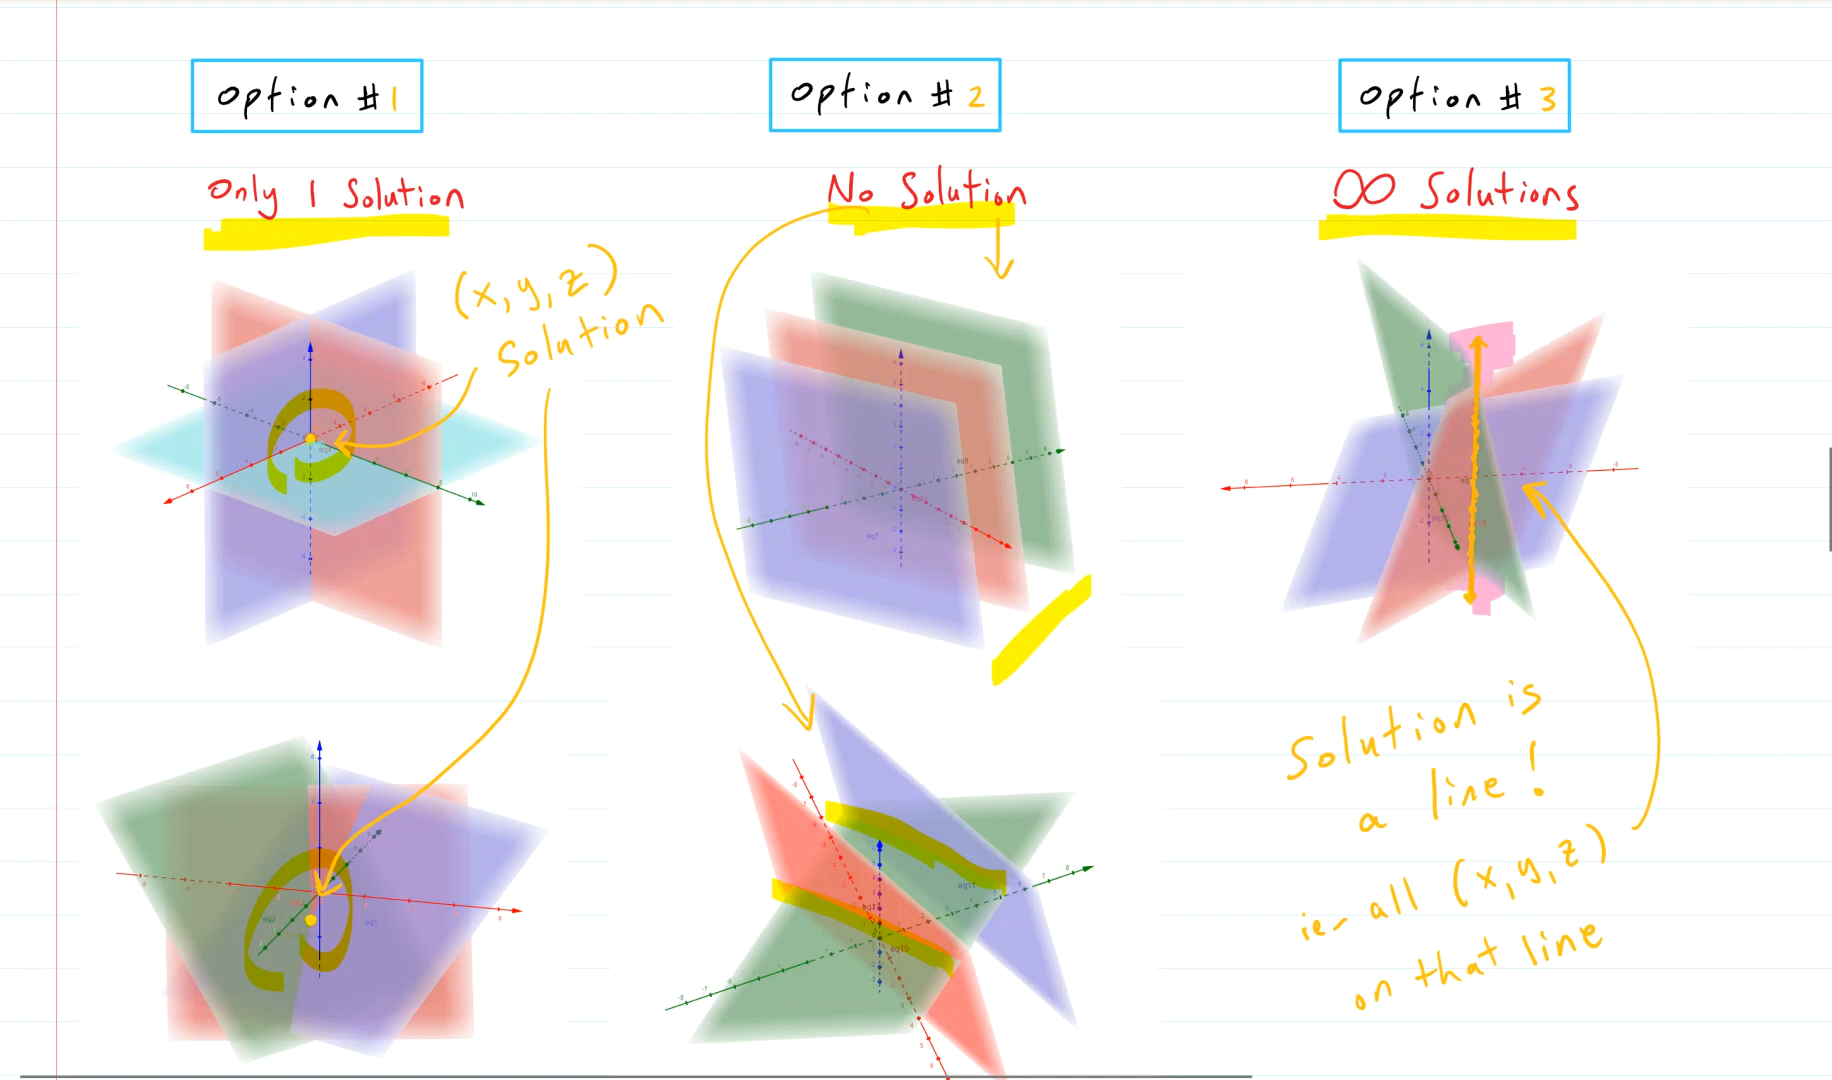 Option # 1
Only 1 Solution
(x, y, z)
Solution
Option # 2
No Solution
Option # 3
∞ Solutions
Solution is
a line!
ie- all (x, y, z)
on that line